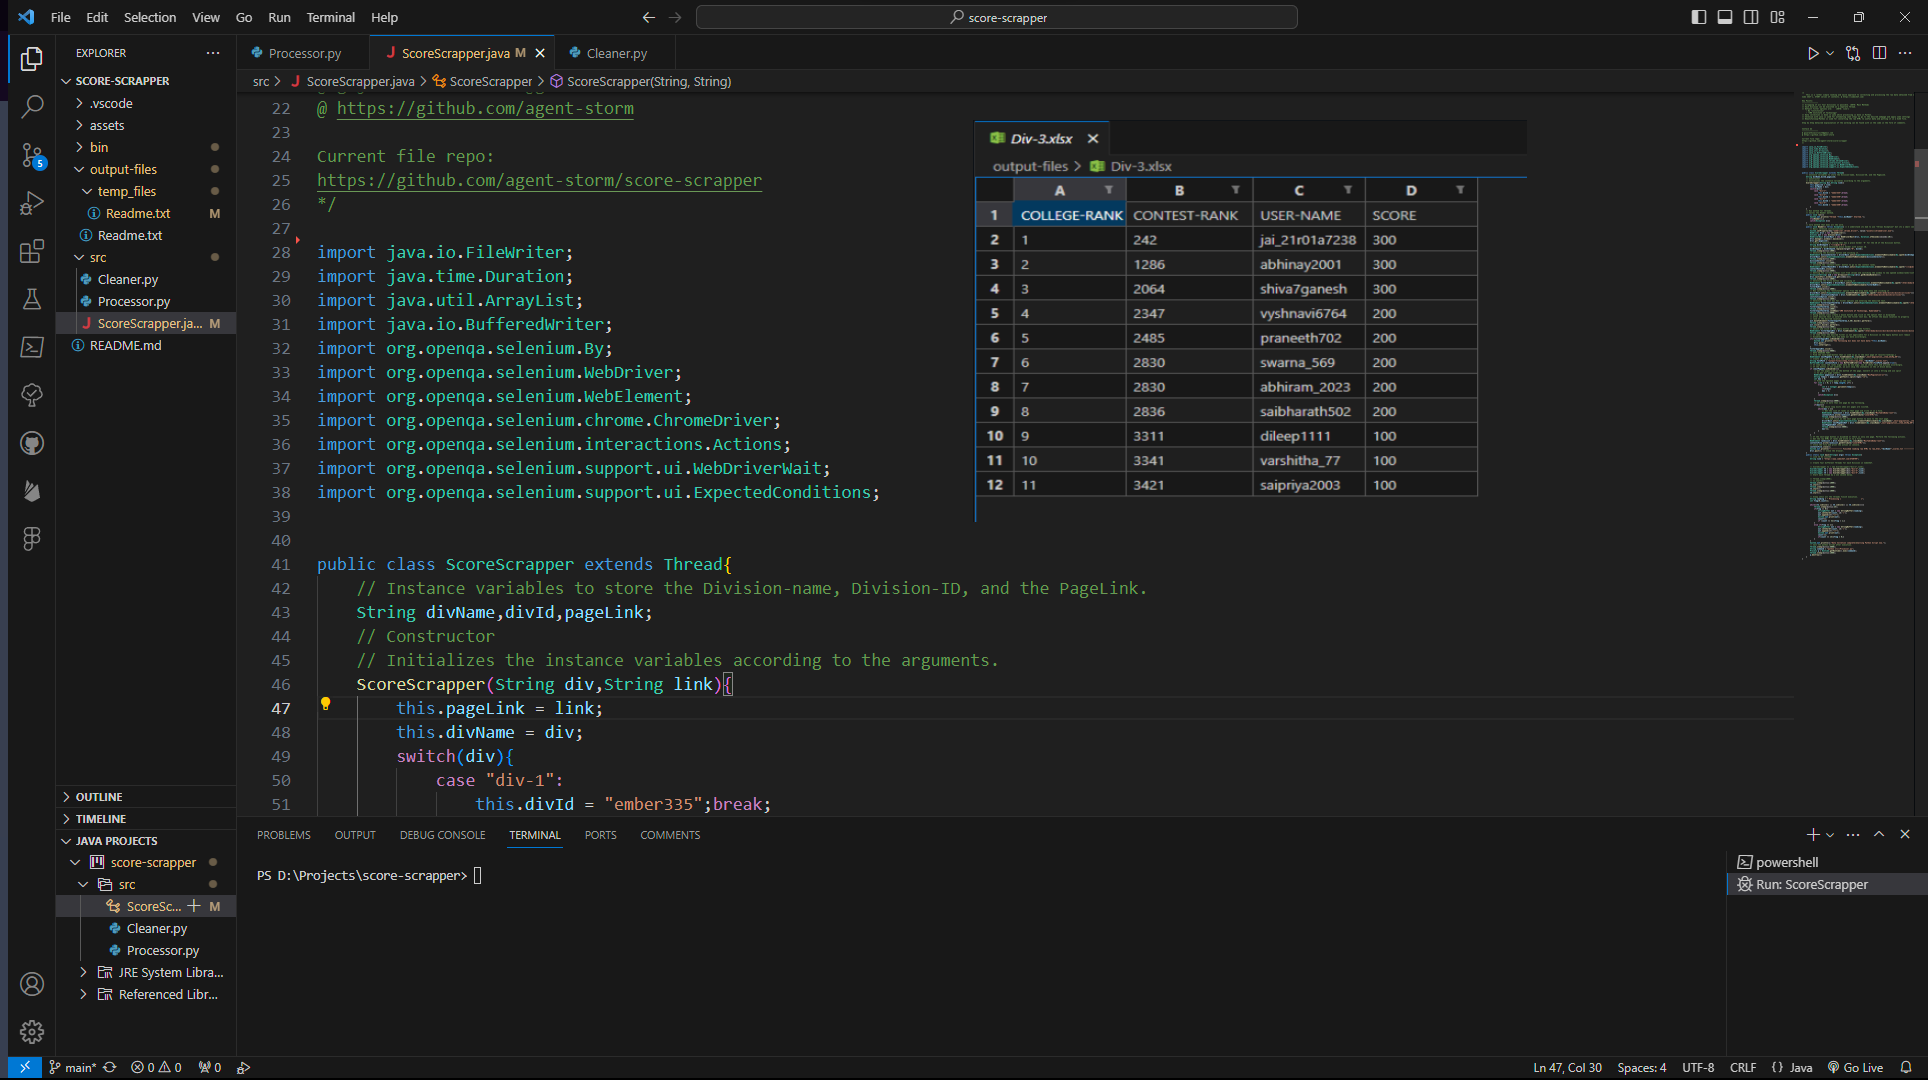 File Edit Selection View Go Run Terminal Help
score-scrapper
EXPLORER
SCORE-SCRAPPER
.vscode
assets
bin
output-files
temp_files
Readme.txt M
Readme.txt
src
Cleaner.py
Processor.py
ScoreScrapper.ja... M
README.md
OUTLINE
TIMELINE
JAVA PROJECTS
score-scrapper
src
ScoreSc... M
Cleaner.py
Processor.py
JRE System Libra...
Referenced Libr...
5
Processor.py
ScoreScrapper.java M
Cleaner.py
src > ScoreScrapper.java > ScoreScrapper > ScoreScrapper(String, String)
22 @ https://github.com/agent-storm
23
24 Current file repo:
25 https://github.com/agent-storm/score-scrapper
26 */
27
28 import java.io.FileWriter;
29 import java.time.Duration;
30 import java.util.ArrayList;
31 import java.io.BufferedWriter;
32 import org.openqa.selenium.By;
33 import org.openqa.selenium.WebDriver;
34 import org.openqa.selenium.WebElement;
35 import org.openqa.selenium.chrome.ChromeDriver;
36 import org.openqa.selenium.interactions.Actions;
37 import org.openqa.selenium.support.ui.WebDriverWait;
38 import org.openqa.selenium.support.ui.ExpectedConditions;
39
40
41 public class ScoreScrapper extends Thread{
42 // Instance variables to store the Division-name, Division-ID, and the PageLink.
43 String divName,divId,pageLink;
44 // Constructor
45 // Initializes the instance variables according to the arguments.
46 ScoreScrapper(String div,String link){
47 this.pageLink = link;
48 this.divName = div;
49 switch(div){
50 case "div-1":
51 this.divId = "ember335";break;
Div-3.xlsx
output-files > Div-3.xlsx
A B C D
1 COLLEGE-RANK CONTEST-RANK USER-NAME SCORE
2 1 242 jai_21r01a7238 300
3 2 1286 abhinay2001 300
4 3 2064 shiva7ganesh 300
5 4 2347 vyshnavi6764 200
6 5 2485 praneeth702 200
7 6 2830 swarna_569 200
8 7 2830 abhiram_2023 200
9 8 2836 saibharath502 200
10 9 3311 dileep1111 100
11 10 3341 varshitha_77 100
12 11 3421 saipriya2003 100
PROBLEMS OUTPUT DEBUG CONSOLE TERMINAL PORTS COMMENTS
PS D:\Projects\score-scrapper>
powershell
Run: ScoreScrapper
main* 0 0 0
Ln 47, Col 30 Spaces: 4 UTF-8 CRLF {} Java Go Live